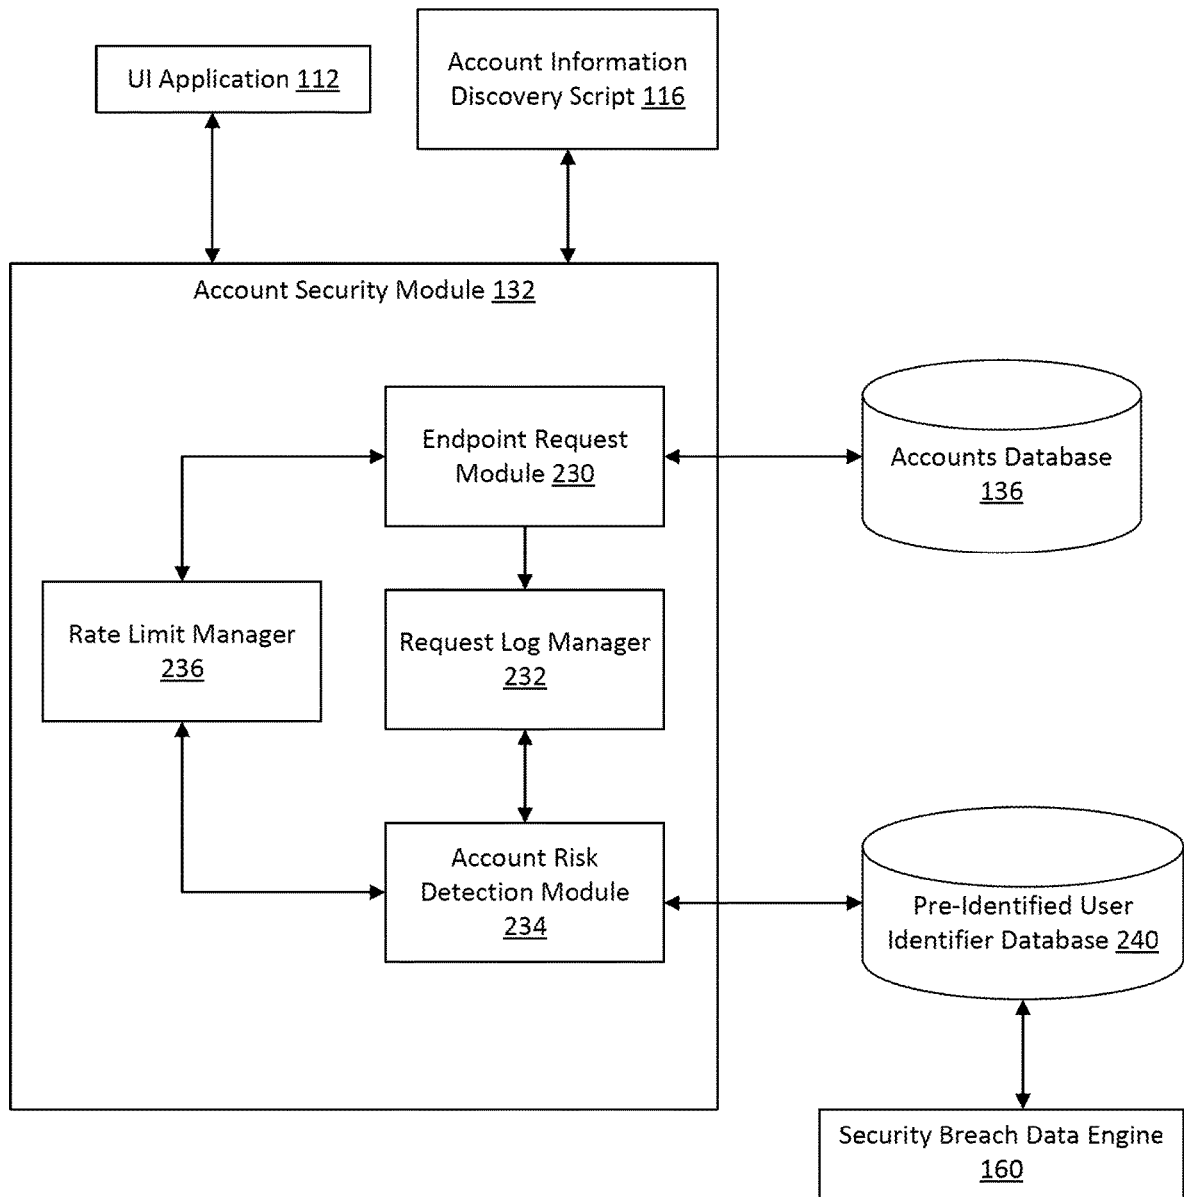 UI Application 112
Account Information
Discovery Script 116
Account Security Module 132
Endpoint Request
Module 230
Accounts Database
136
Rate Limit Manager
236
Request Log Manager
232
Account Risk
Detection Module
234
Pre-Identified User
Identifier Database 240
Security Breach Data Engine
160